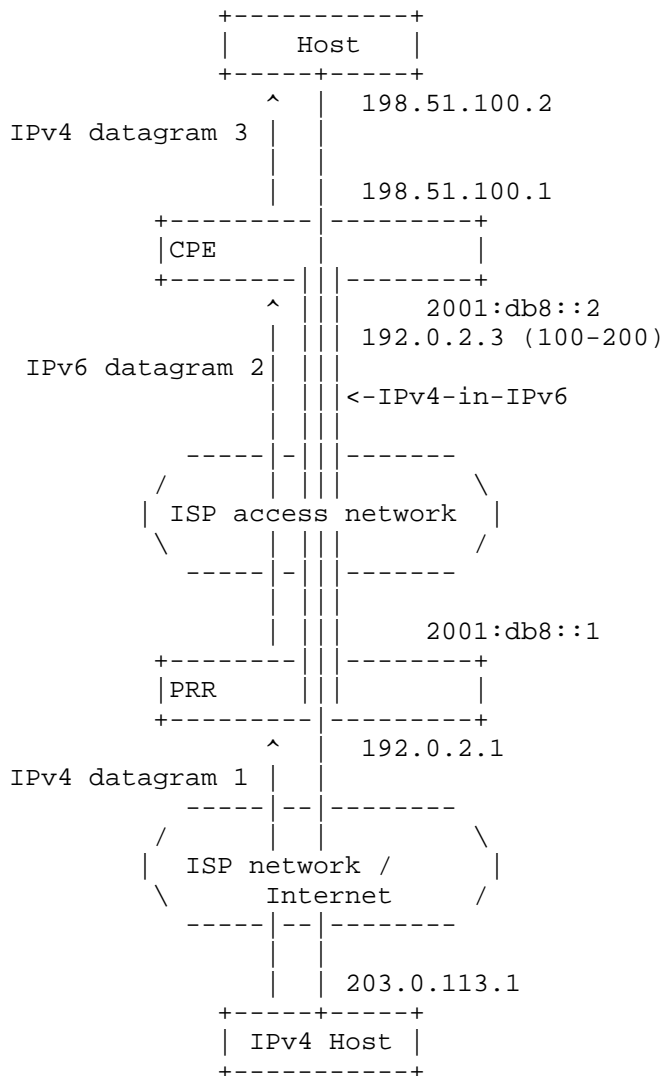 Host
198.51.100.2
IPv4 datagram 3
198.51.100.1
CPE
2001:db8::2
192.0.2.3 (100-200)
IPv6 datagram 2
<-IPv4-in-IPv6
ISP access network
2001:db8::1
PRR
192.0.2.1
IPv4 datagram 1
ISP network /
Internet
203.0.113.1
IPv4 Host